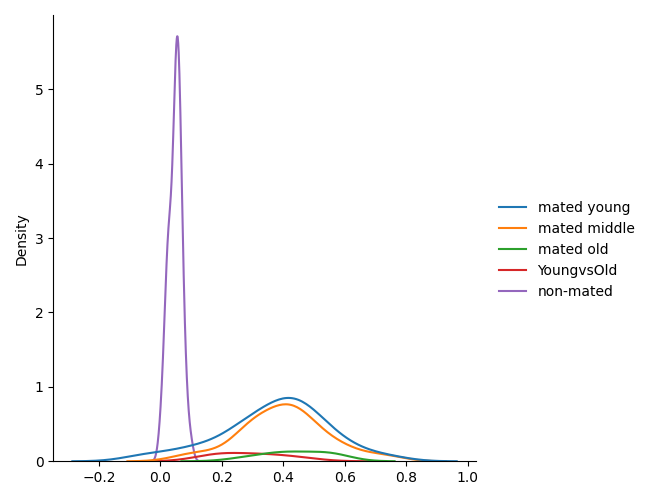 Density
5
4
3
2
1
0
−0.2
0.0
0.2
0.4
0.6
0.8
1.0
mated young
mated middle
mated old
YoungvsOld
non-mated